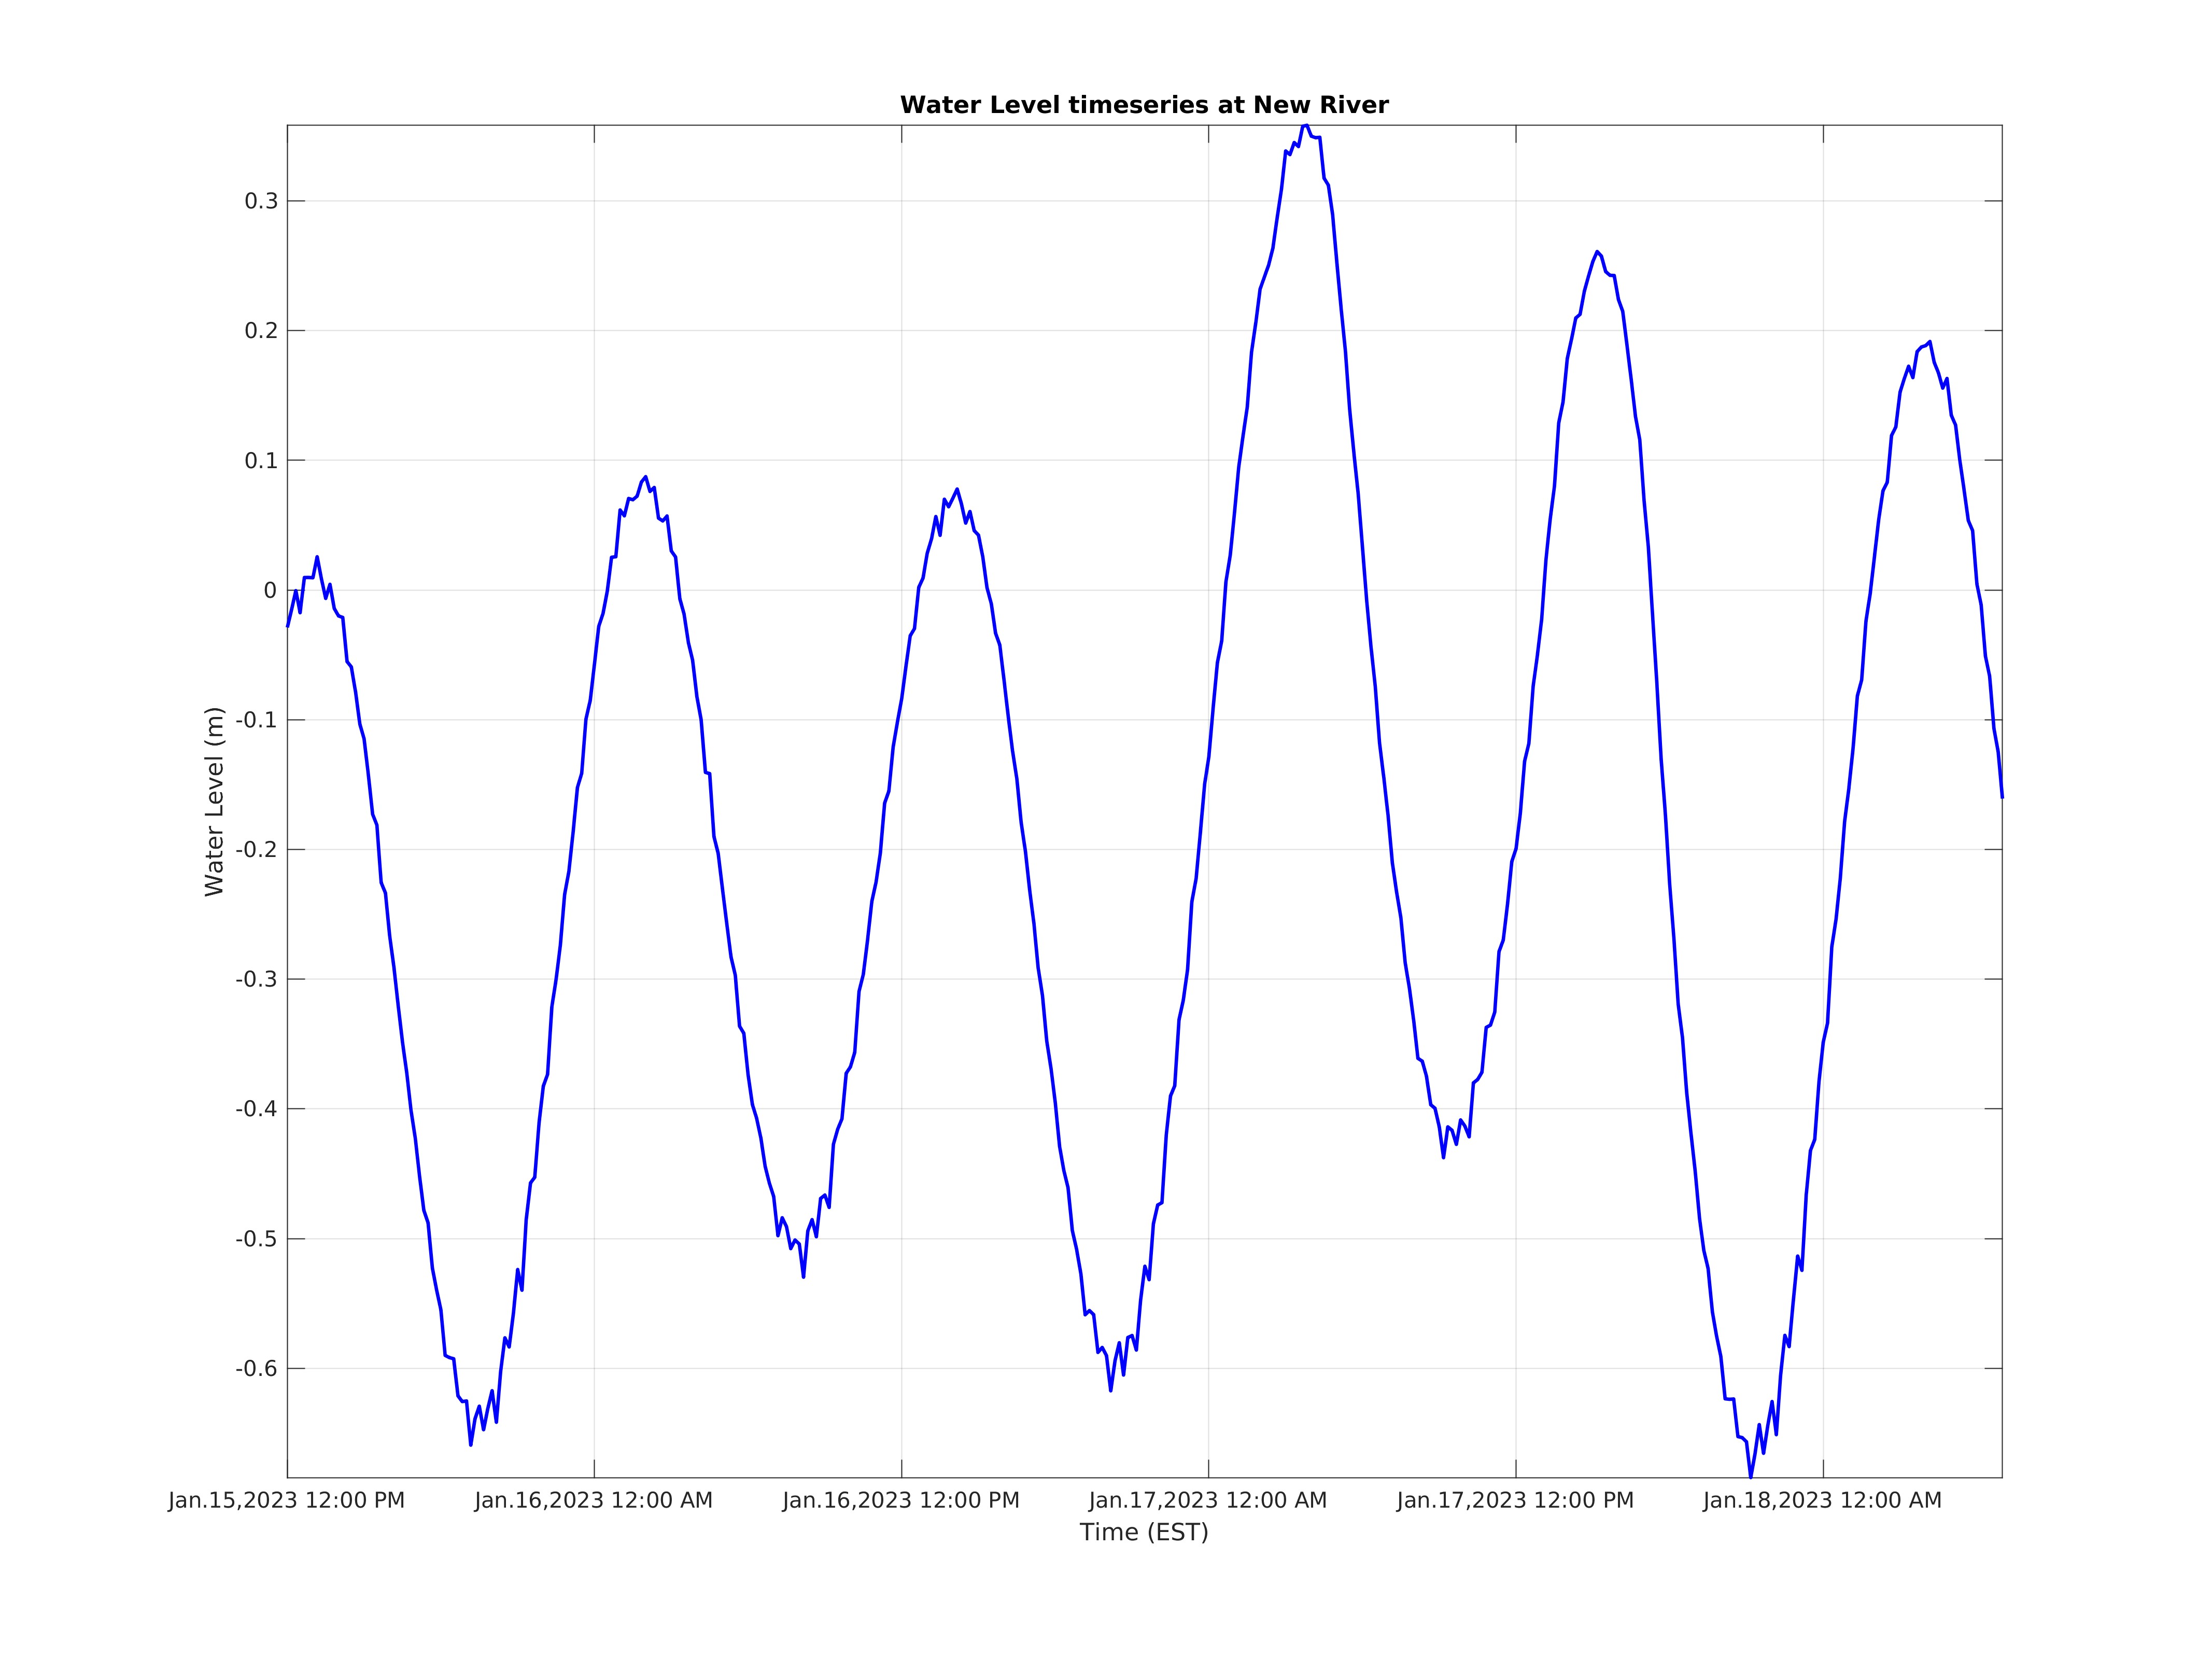 Water Level timeseries at New River
0.3
0.2
0.1
0
-0.1
-0.2
-0.3
-0.4
-0.5
-0.6
Water Level (m)
Jan.15,2023 12:00 PM
Jan.16,2023 12:00 AM
Jan.16,2023 12:00 PM
Jan.17,2023 12:00 AM
Jan.17,2023 12:00 PM
Jan.18,2023 12:00 AM
Time (EST)